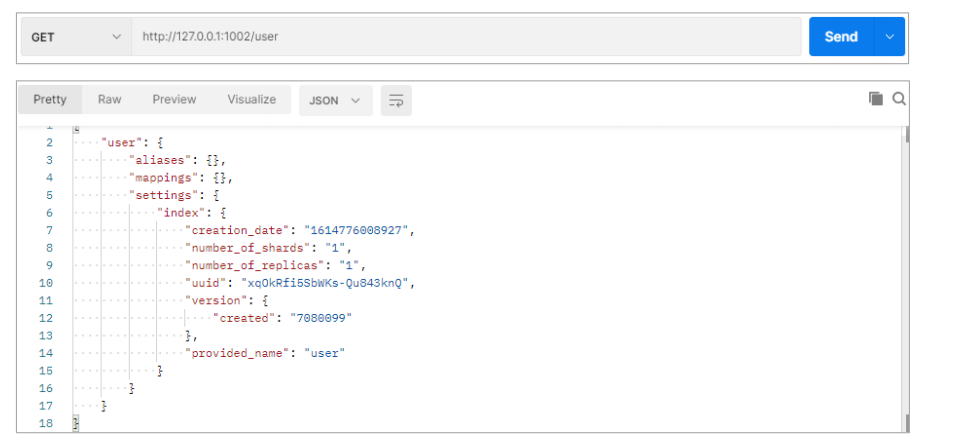 GET http://127.0.0.1:1002/user Send
Pretty Raw Preview Visualize JSON
1 {
2 "user": {
3 "aliases": {},
4 "mappings": {},
5 "settings": {
6 "index": {
7 "creation_date": "1614776008927",
8 "number_of_shards": "1",
9 "number_of_replicas": "1",
10 "uuid": "xqOkRfi5SbWKs-Qu843knQ",
11 "version": {
12 "created": "7080099"
13 },
14 "provided_name": "user"
15 }
16 }
17 }
18 }